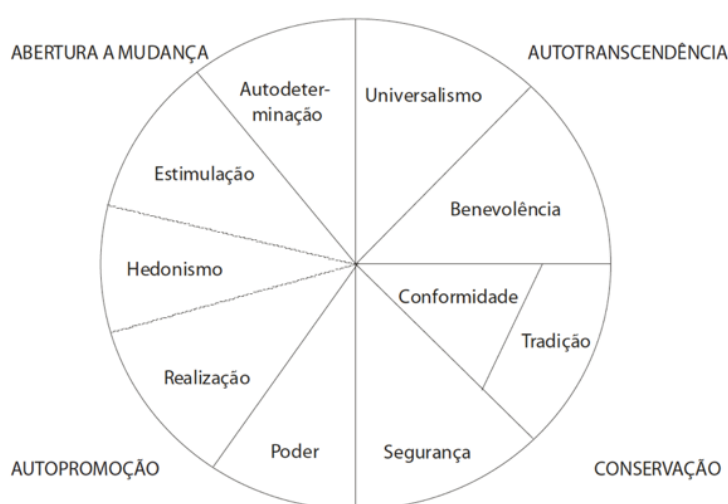 ABERTURA A MUDANÇA
AUTOTRANSCENDÊNCIA
Autodeter-
minação
Universalismo
Estimulação
Benevolência
Hedonismo
Conformidade
Tradição
Realização
Poder
Segurança
AUTOPROMOÇÃO
CONSERVAÇÃO